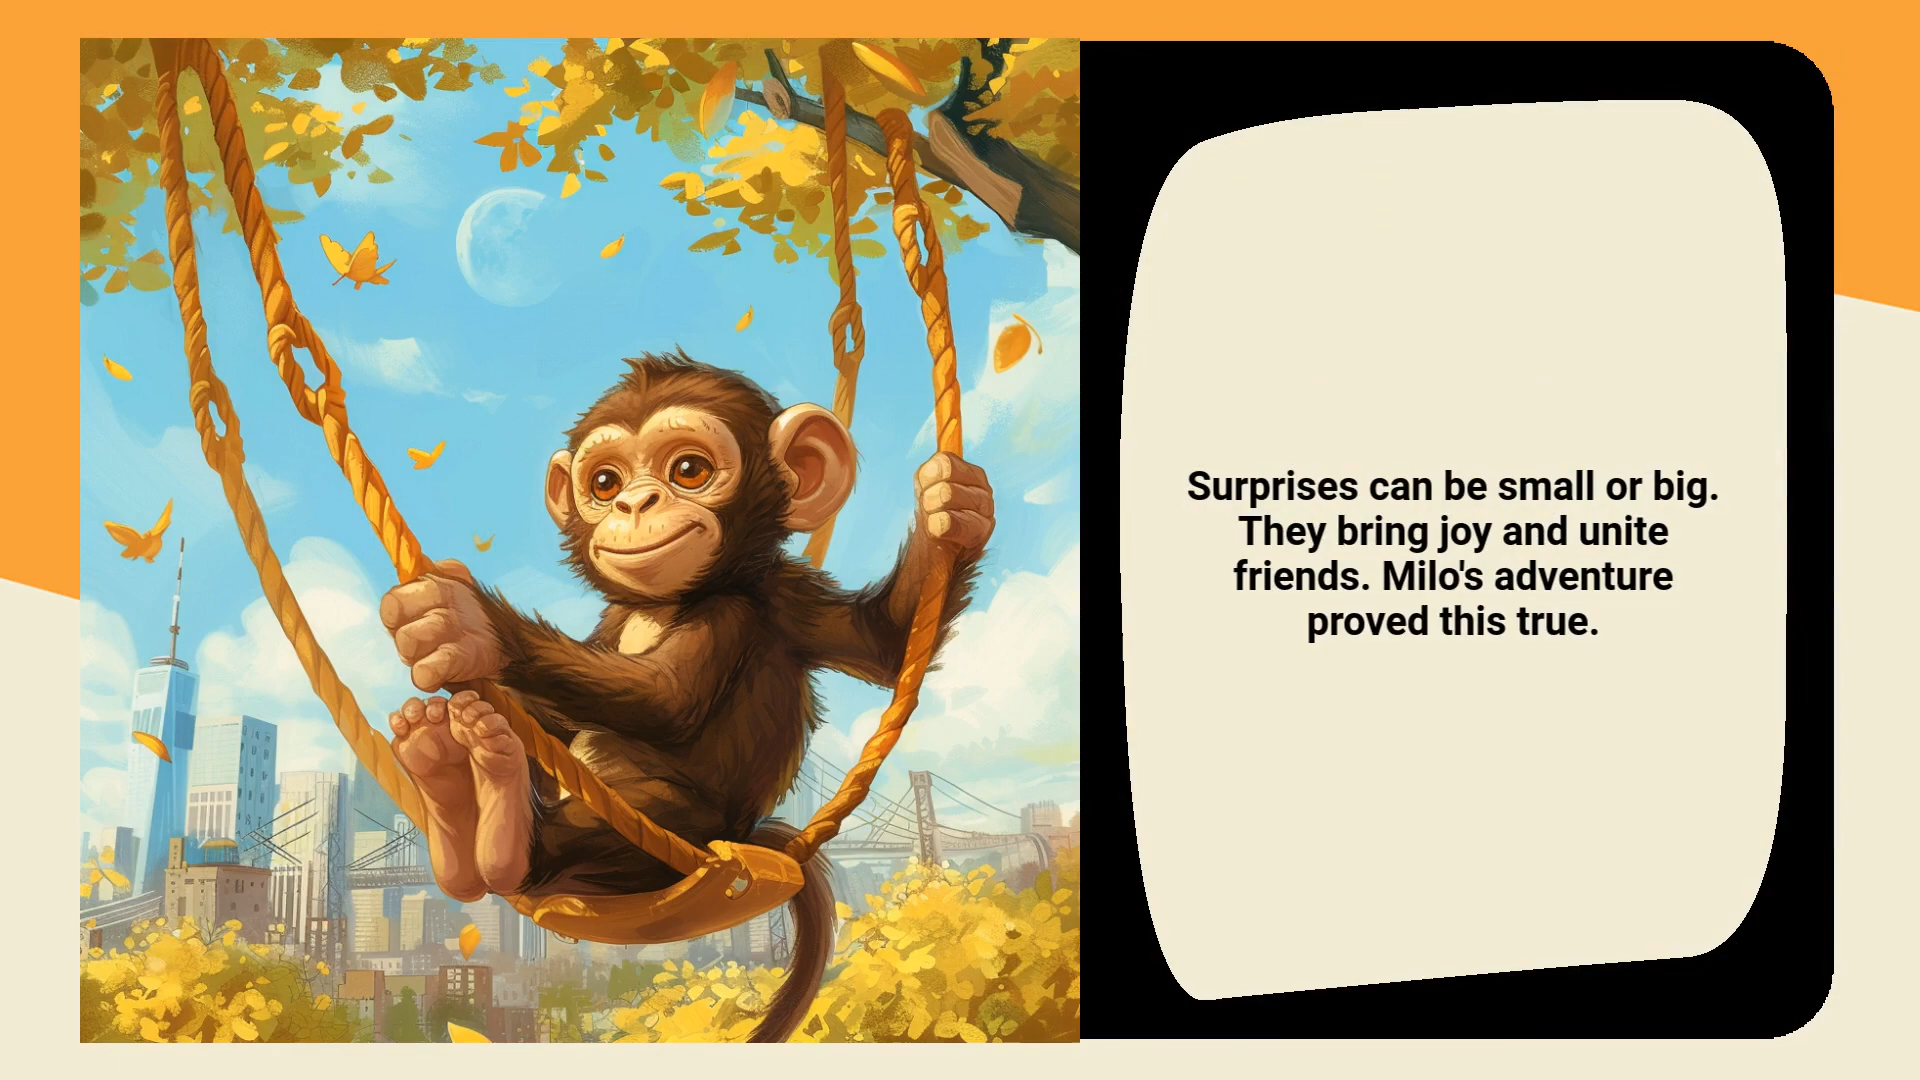 Surprises can be small or big.
They bring joy and unite
friends. Milo's adventure
proved this true.